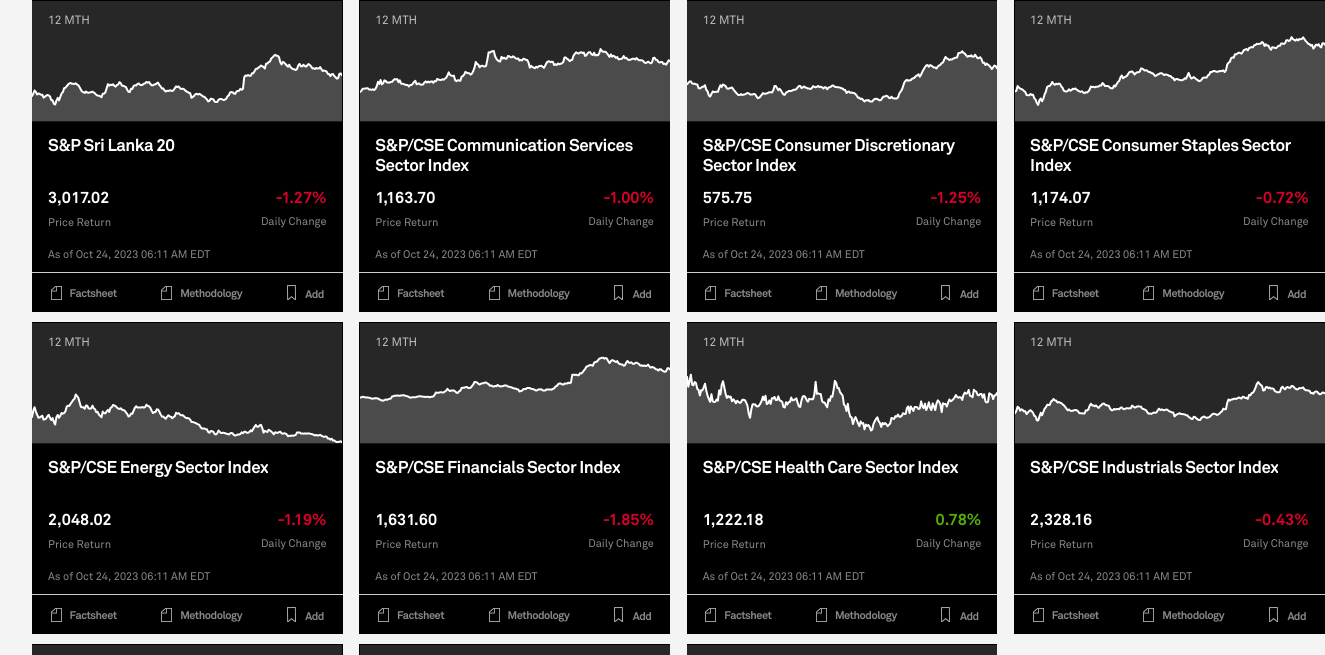 12 MTH
12 MTH
12 MTH
12 MTH
S&P Sri Lanka 20
S&P/CSE Communication Services
Sector Index
S&P/CSE Consumer Discretionary
Sector Index
S&P/CSE Consumer Staples Sector
Index
3,017.02
-1.27%
1,163.70
-1.00%
575.75
-1.25%
1,174.07
-0.72%
Price Return
Daily Change
Price Return
Daily Change
Price Return
Daily Change
Price Return
Daily Change
As of Oct 24, 2023 06:11 AM EDT
As of Oct 24, 2023 06:11 AM EDT
As of Oct 24, 2023 06:11 AM EDT
As of Oct 24, 2023 06:11 AM EDT
Factsheet
Methodology
Add
Factsheet
Methodology
Add
Factsheet
Methodology
Add
Factsheet
Methodology
Add
12 MTH
12 MTH
12 MTH
12 MTH
S&P/CSE Energy Sector Index
S&P/CSE Financials Sector Index
S&P/CSE Health Care Sector Index
S&P/CSE Industrials Sector Index
2,048.02
-1.19%
1,631.60
-1.85%
1,222.18
0.78%
2,328.16
-0.43%
Price Return
Daily Change
Price Return
Daily Change
Price Return
Daily Change
Price Return
Daily Change
As of Oct 24, 2023 06:11 AM EDT
As of Oct 24, 2023 06:11 AM EDT
As of Oct 24, 2023 06:11 AM EDT
As of Oct 24, 2023 06:11 AM EDT
Factsheet
Methodology
Add
Factsheet
Methodology
Add
Factsheet
Methodology
Add
Factsheet
Methodology
Add